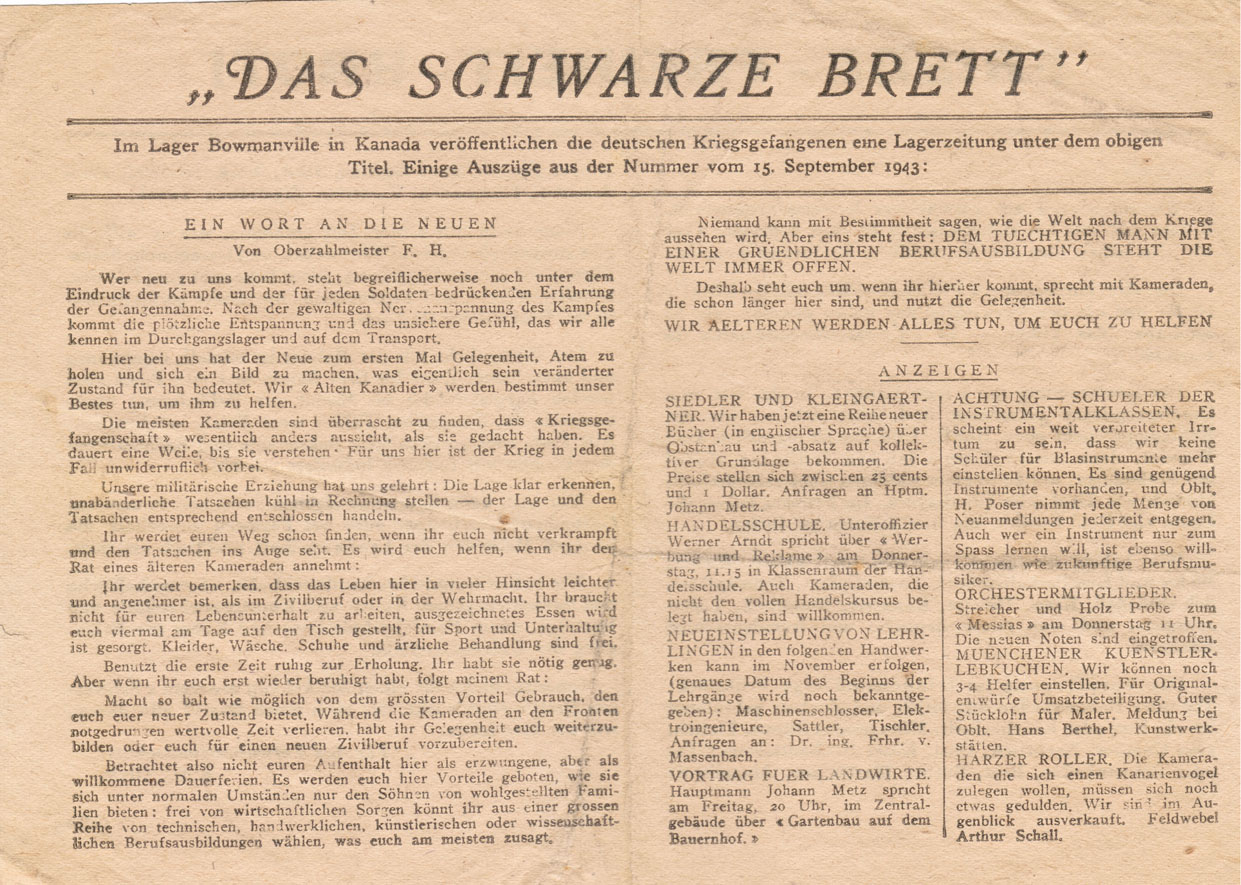 „DAS SCHWARZE BRETT”
Im Lager Bowmanville in Kanada veröffentlichen die deutschen Kriegsgefangenen eine Lagerzeitung unter dem obigen
Titel. Einige Auszüge aus der Nummer vom 15. September 1943:
EIN WORT AN DIE NEUEN
Von Oberzahlmeister F. H.
Wer neu zu uns kommt, steht begreiflicherweise noch unter dem
Eindruck der Kämpfe und der für jeden Soldaten bedrückenden Erfahrung
der Gefangennahme. Nach der gewaltigen des Kampfes
kommt die plötzliche Entspannung und das unsichere Gefühl, das wir alle
kennen im Durchgangslager und auf dem Transport.
Hier bei uns hat der Neue zum ersten Mal Gelegenheit, Atem zu
holen und sich ein Bild zu machen, was eigentlich sein veränderter
Zustand für ihn bedeutet. Wir « Alten Kanadier » werden bestimmt unser
Bestes tun, um ihm zu helfen.
Die meisten Kameraden sind überrascht zu finden, dass « Kriegsge-
fangenschaft » wesentlich anders aussieht, als sie gedacht haben. Es
dauert eine Weile, bis sie verstehen: Für uns hier ist der Krieg in jedem
Fall unwiderruflich vorbei.
Unsere militärische Erziehung hat uns gelehrt: Die Lage klar erkennen,
unabänderliche Tatsachen kühl in Rechnung stellen — der Lage und den
Tatsachen entsprechend entschlossen handeln.
Ihr werdet euren Weg schon finden, wenn ihr euch nicht verkrampft
und den Tatsachen ins Auge seht. Es wird euch helfen, wenn ihr den
Rat eines älteren Kameraden annehmt:
Ihr werdet bemerken, dass das Leben hier in vieler Hinsicht leichter
und angenehmer ist, als im Zivilberuf oder in der Wehrmacht. Ihr braucht
nicht für euren Lebensunterhalt zu arbeiten, ausgezeichnetes Essen wird
euch viermal am Tage auf den Tisch gestellt, für Sport und Unterhaltung
ist gesorgt. Kleider, Wäsche, Schuhe und ärzliche Behandlung sind frei.
Benutzt die erste Zeit ruhig zur Erholung. Ihr habt sie nötig genug.
Aber wenn ihr euch erst wieder beruhigt habt, folgt meinem Rat:
Macht so balt wie möglich von dem grössten Vorteil Gebrauch, den
euch euer neuer Zustand bietet. Während die Kameraden an den Fronten
notgedrungen wertvolle Zeit verlieren, habt ihr Gelegenheit euch weiterzu-
bilden oder euch für einen neuen Zivilberuf vorzubereiten.
Betrachtet also nicht euren Aufenthalt hier als erzwungene, aber als
willkommene Dauerferien. Es werden euch hier Vorteile geboten, wie sie
sich unter normalen Umständen nur den Söhnen von wohlgestellten Fami-
lien bieten: frei von wirtschaftlichen Sorgen könnt ihr aus einer grossen
Reihe von technischen, handwerklichen, künstlerischen oder wissenschaft-
lichen Berufsausbildungen wählen, was euch am meisten zusagt.
Niemand kann mit Bestimmtheit sagen, wie die Welt nach dem Kriege
aussehen wird. Aber eins steht fest: DEM TUECHTIGEN MANN MIT
EINER GRUENDLICHEN BERUFSAUSBILDUNG STEHT DIE
WELT IMMER OFFEN.
Deshalb seht euch um, wenn ihr hierher kommt, sprecht mit Kameraden,
die schon länger hier sind, und nutzt die Gelegenheit.
WIR AELTEREN WERDEN ALLES TUN, UM EUCH ZU HELFEN
ANZEIGEN
SIEDLER UND KLEINGAERT-
NER. Wir haben jetzt eine Reihe neuer
Bücher (in englischer Sprache) über
Obstanbau und -absatz auf kollek-
tiver Grundlage bekommen. Die
Preise stellen sich zwischen 25 cents
und 1 Dollar. Anfragen an Hptm.
Johann Metz.
HANDELSSCHULE. Unteroffizier
Werner Arndt spricht über « Wer-
bung und Reklame » am Donner-
stag, 11.15 in Klassenraum der Han-
delsschule. Auch Kameraden, die
nicht den vollen Handelskursus be-
legt haben, sind willkommen.
NEUEINSTELLUNG VON LEHR-
LINGEN in den folgenden Handwer-
ken kann im November erfolgen,
(genaues Datum des Beginns der
Lehrgänge wird noch bekanntge-
geben): Maschinenschlosser, Elek-
troingenieure, Sattler, Tischler.
Anfragen an: Dr. ing. Frhr. v.
Massenbach.
VORTRAG FUER LANDWIRTE.
Hauptmann Johann Metz spricht
am Freitag, 20 Uhr, im Zentral-
gebäude über « Gartenbau auf dem
Bauernhof. »
ACHTUNG — SCHUELER DER
INSTRUMENTALKLASSEN. Es
scheint ein weit verbreiteter Irr-
tum zu sein, dass wir keine
Schüler für Blasinstrumente mehr
einstellen können. Es sind genügend
Instrumente vorhanden, und Oblt.
H. Poser nimmt jede Menge von
Neuanmeldungen jederzeit entgegen.
Auch wer ein Instrument nur zum
Spass lernen will, ist ebenso will-
kommen wie zukünftige Berufsmu-
siker.
ORCHESTERMITGLIEDER.
Streicher und Holz Probe zum
« Messias » am Donnerstag 11 Uhr.
Die neuen Noten sind eingetroffen.
MUENCHENER KUENSTLER-
LEBKUCHEN. Wir können noch
3-4 Helfer einstellen. Für Original-
entwürfe Umsatzbeteiligung. Guter
Stücklohn für Maler. Meldung bei
Oblt. Hans Berthel, Kunstwerk-
stätten.
HARZER ROLLER. Die Kamera-
den die sich einen Kanarienvogel
zulegen wollen, müssen sich noch
etwas gedulden. Wir sind im Au-
genblick ausverkauft. Feldwebel
Arthur Schall.